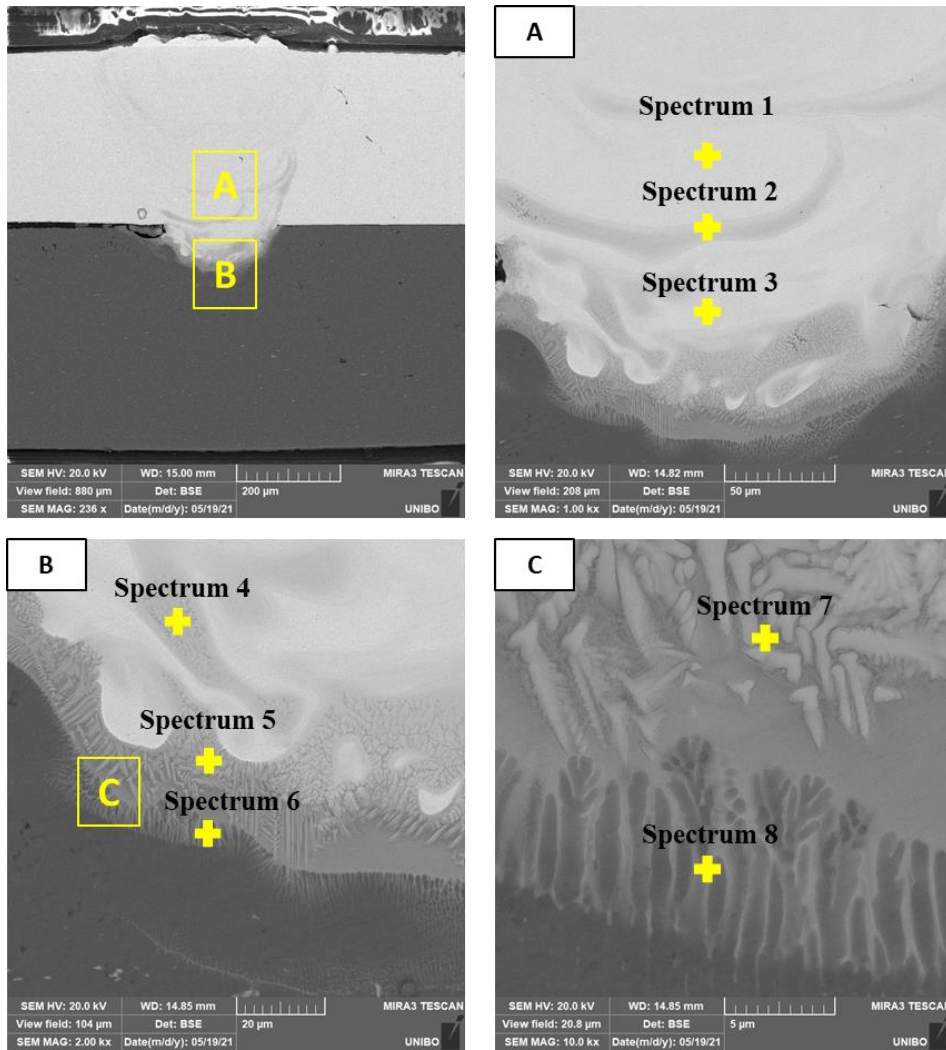 A
B
SEM HV: 20.0 kV WD: 15.00 mm MIRA3 TESCAN
View field: 880 µm Det: BSE 200 µm
SEM MAG: 236 x Date(m/d/y): 05/19/21 UNIBO
A
Spectrum 1
Spectrum 2
Spectrum 3
SEM HV: 20.0 kV WD: 14.82 mm MIRA3 TESCAN
View field: 208 µm Det: BSE 50 µm
SEM MAG: 1.00 kx Date(m/d/y): 05/19/21 UNIBO
B
Spectrum 4
Spectrum 5
C
Spectrum 6
SEM HV: 20.0 kV WD: 14.85 mm MIRA3 TESCAN
View field: 104 µm Det: BSE 20 µm
SEM MAG: 2.00 kx Date(m/d/y): 05/19/21 UNIBO
C
Spectrum 7
Spectrum 8
SEM HV: 20.0 kV WD: 14.85 mm MIRA3 TESCAN
View field: 20.8 µm Det: BSE 5 µm
SEM MAG: 10.0 kx Date(m/d/y): 05/19/21 UNIBO